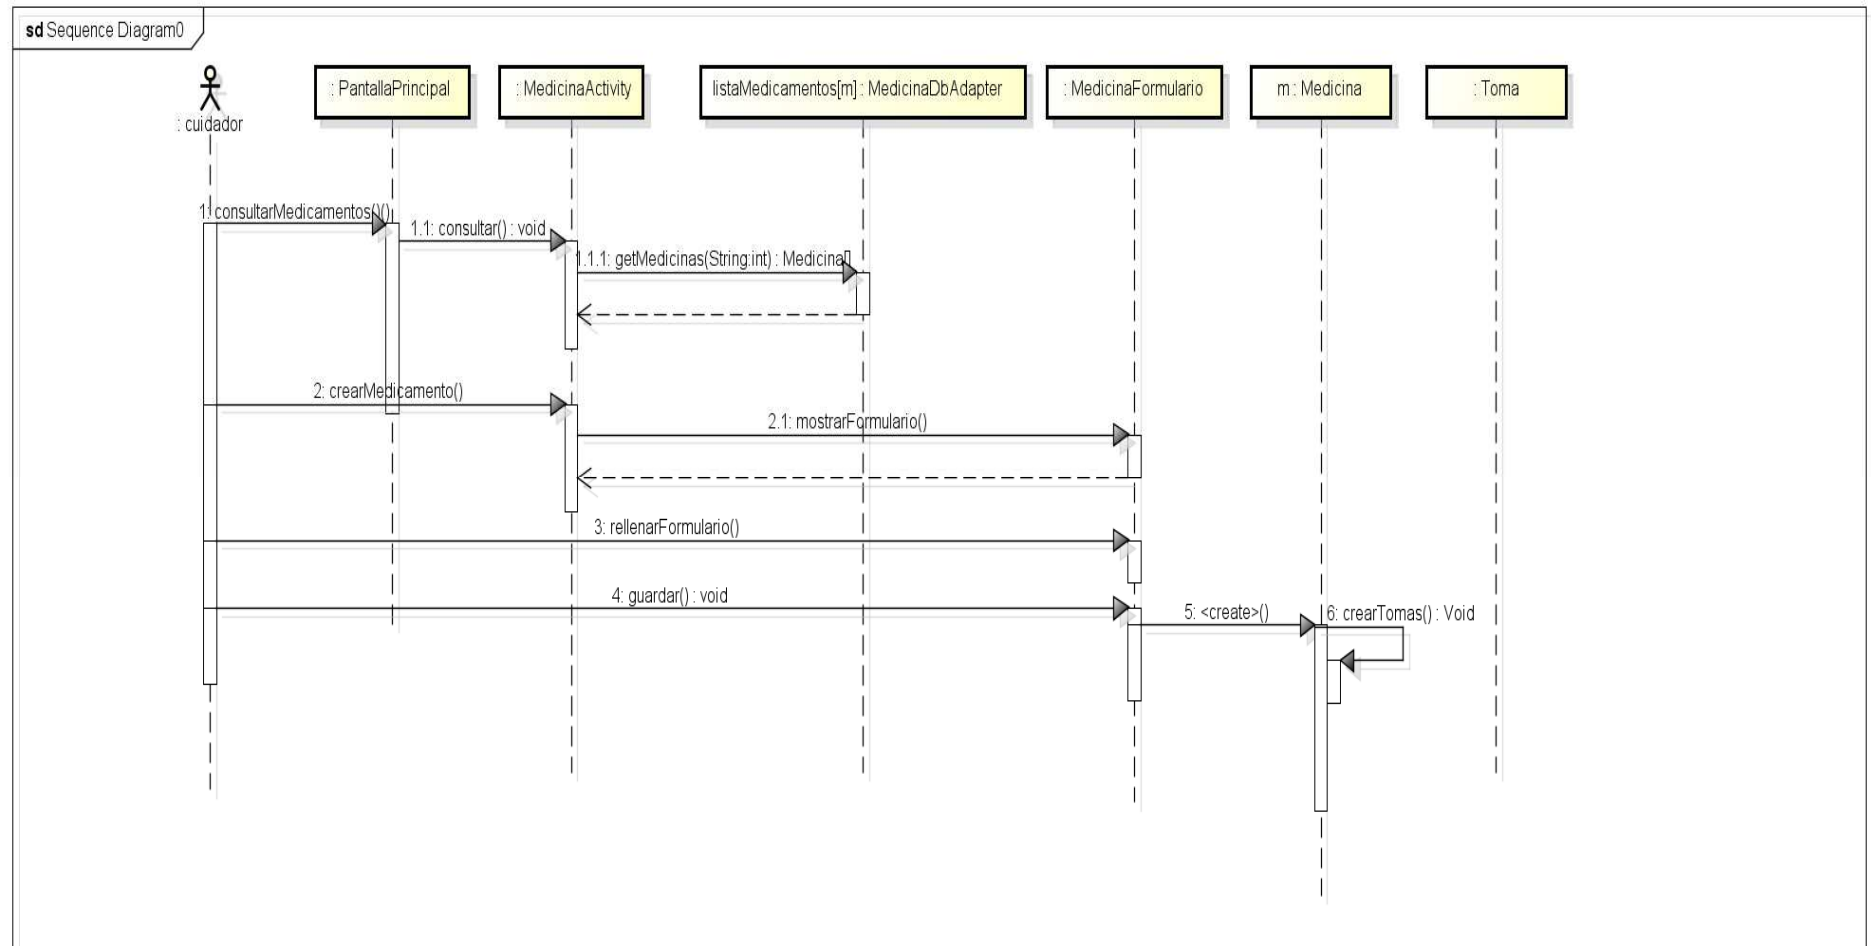 sd Sequence Diagram0
: cuidador
: PantallaPrincipal
: MedicinaActivity
listaMedicamentos[m] : MedicinaDbAdapter
: MedicinaFormulario
m : Medicina
: Toma
1: consultarMedicamentos()()
1.1: consultar() : void
1.1.1: getMedicinas(String:int) : Medicina[]
2: crearMedicamento()
2.1: mostrarFormulario()
3: rellenarFormulario()
4: guardar() : void
5: <create>()
6: crearTomas() : Void